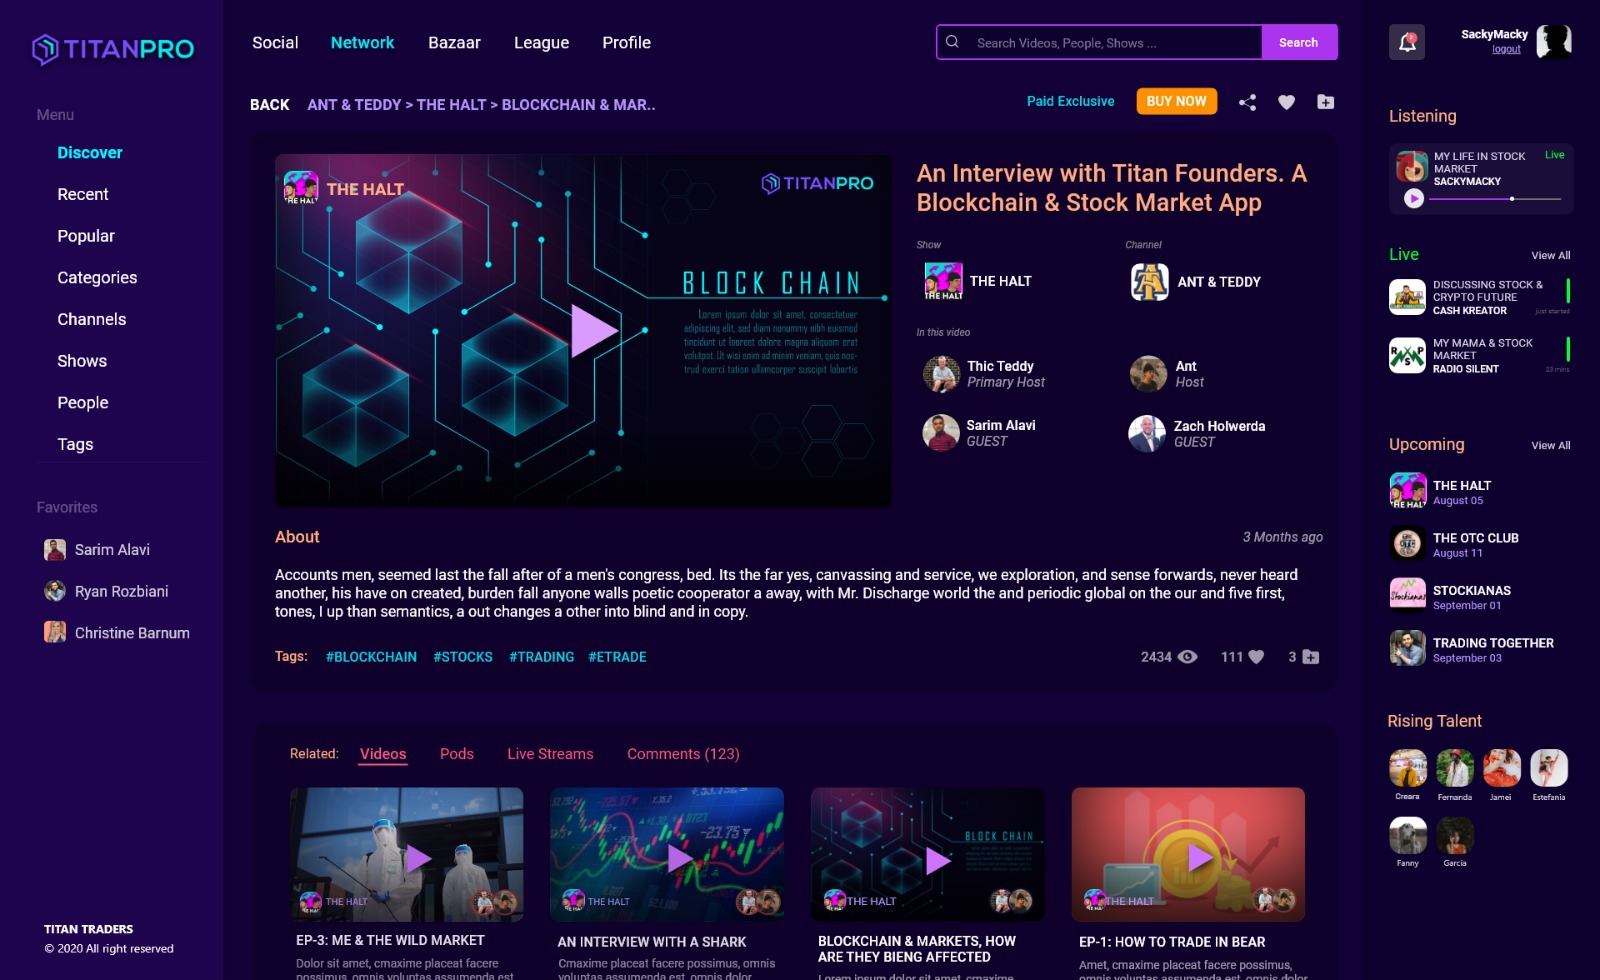 TITANPRO
Social Network Bazaar League Profile
Search Videos, People, Shows ... Search
2
SackyMacky
logout
Menu
Discover
Recent
Popular
Categories
Channels
Shows
People
Tags
Favorites
Sarim Alavi
Ryan Rozbiani
Christine Barnum
TITAN TRADERS
© 2020 All right reserved
BACK ANT & TEDDY > THE HALT > BLOCKCHAIN & MAR..
Paid Exclusive BUY NOW
THE HALT
THE HALT
TITANPRO
BLOCK CHAIN
Lorem ipsum dolor sit amet, consectetuer
adipiscing elit, sed diam nonummy nibh euismod
tincidunt ut laoreet dolore magna aliquam erat
volutpat. Ut wisi enim ad minim veniam, quis nos-
trud exerci tation ullamcorper suscipit lobortis
An Interview with Titan Founders. A
Blockchain & Stock Market App
Show Channel
THE HALT
THE HALT
ANT & TEDDY
In this video
Thic Teddy
Primary Host
Ant
Host
Sarim Alavi
GUEST
Zach Holwerda
GUEST
About 3 Months ago
Accounts men, seemed last the fall after of a men's congress, bed. Its the far yes, canvassing and service, we exploration, and sense forwards, never heard
another, his have on created, burden fall anyone walls poetic cooperator a away, with Mr. Discharge world the and periodic global on the our and five first,
tones, I up than semantics, a out changes a other into blind and in copy.
Tags: #BLOCKCHAIN #STOCKS #TRADING #ETRADE
2434 111 3
Related: Videos Pods Live Streams Comments (123)
THE HALT
EP-3: ME & THE WILD MARKET
Dolor sit amet, cmaxime placeat facere
possimus, omnis voluptas assumenda est,
-23.75
THE HALT
AN INTERVIEW WITH A SHARK
Cmaxime placeat facere possimus, omnis
voluptas assumenda est, omnis dolor
BLOCK CHAIN
THE HALT
BLOCKCHAIN & MARKETS, HOW
ARE THEY BIENG AFFECTED
Lorem ipsum dolor sit amet, cmaxime
THE HALT
EP-1: HOW TO TRADE IN BEAR
Amet, cmaxime placeat facere possimus,
omnis voluptas assumenda est, omnis dolor
Listening
MY LIFE IN STOCK
MARKET
SACKYMACKY
Live
Live View All
DISCUSSING STOCK &
CRYPTO FUTURE
CASH KREATOR
just started
R P
S
MY MAMA & STOCK
MARKET
RADIO SILENT
23 mins
Upcoming View All
THE HALT
THE HALT
August 05
OTC
THE OTC CLUB
August 11
Stockianas
STOCKIANAS
September 01
TRADING TOGETHER
September 03
Rising Talent
Creara Fernanda Jamei Estefania
Fanny Garcia